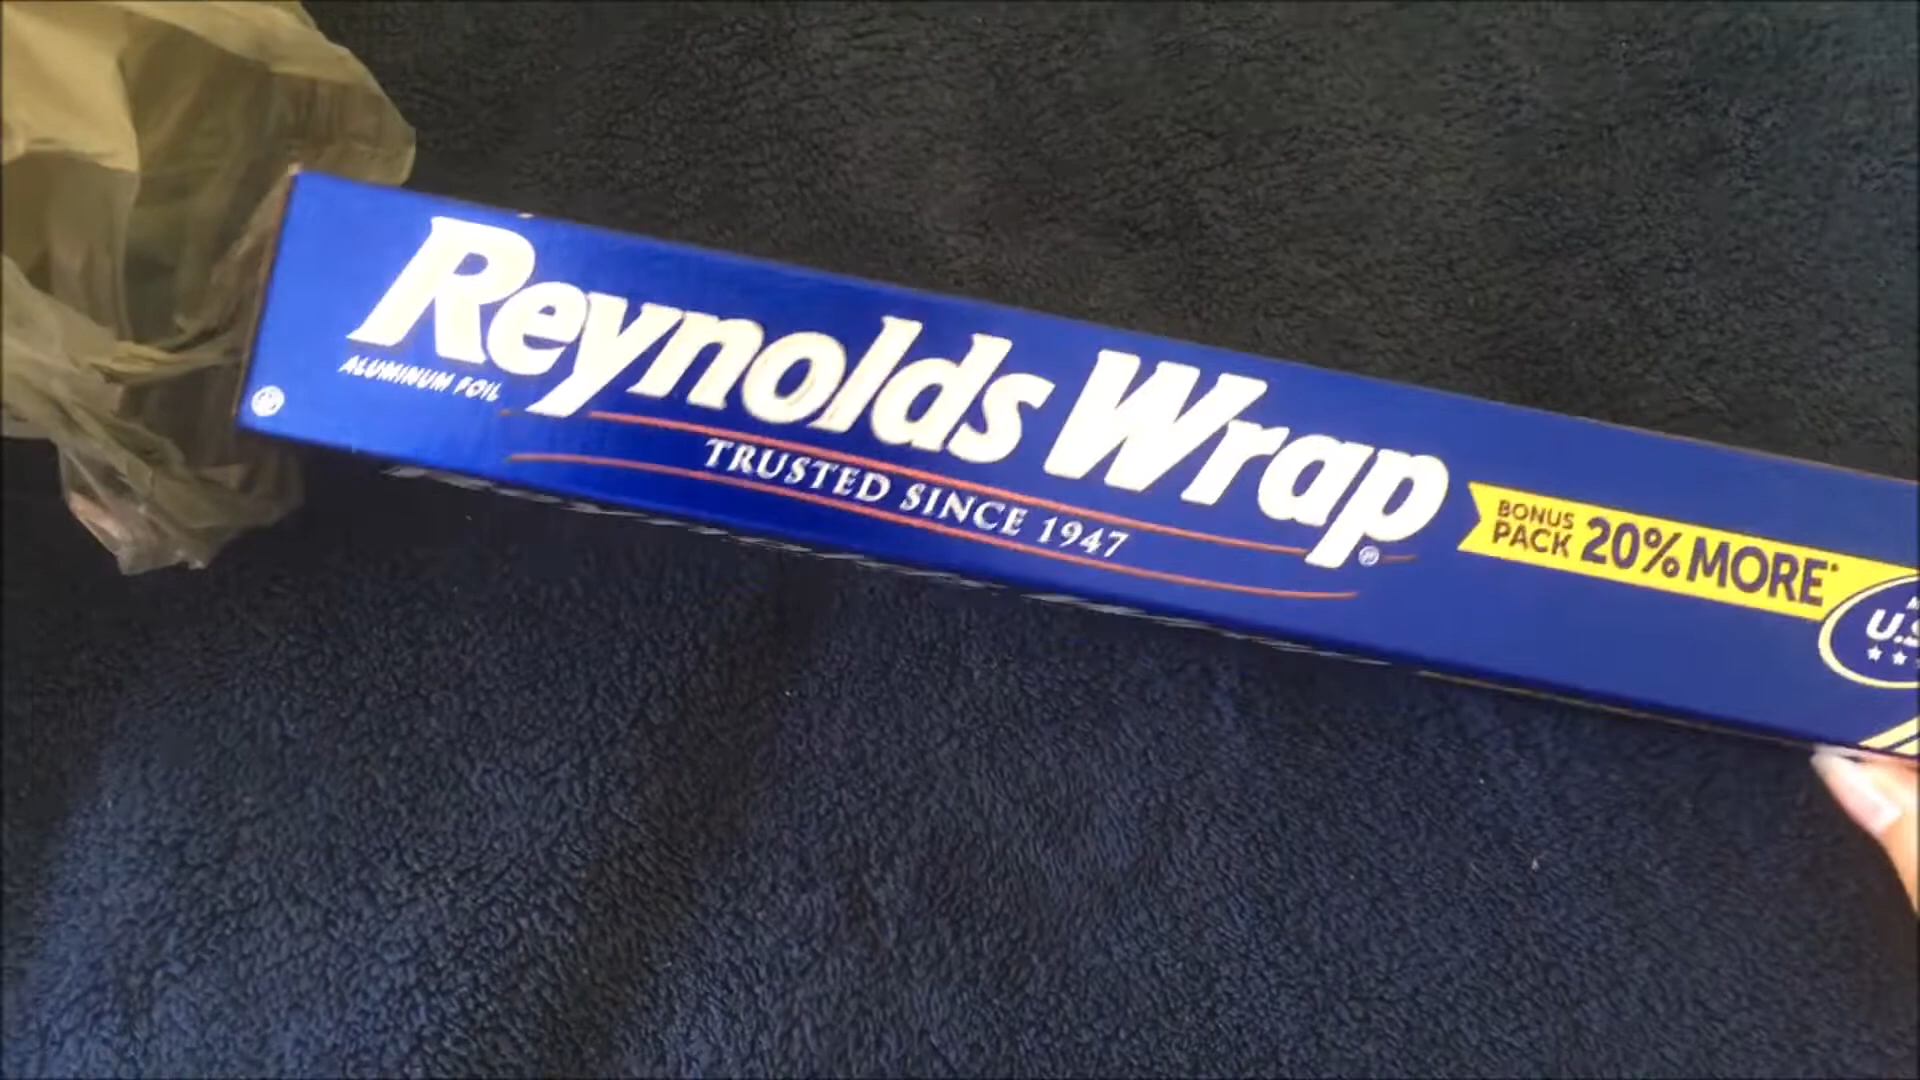 Reynolds Wrap®
ALUMINUM FOIL
TRUSTED SINCE 1947
BONUS
PACK
20% MORE*